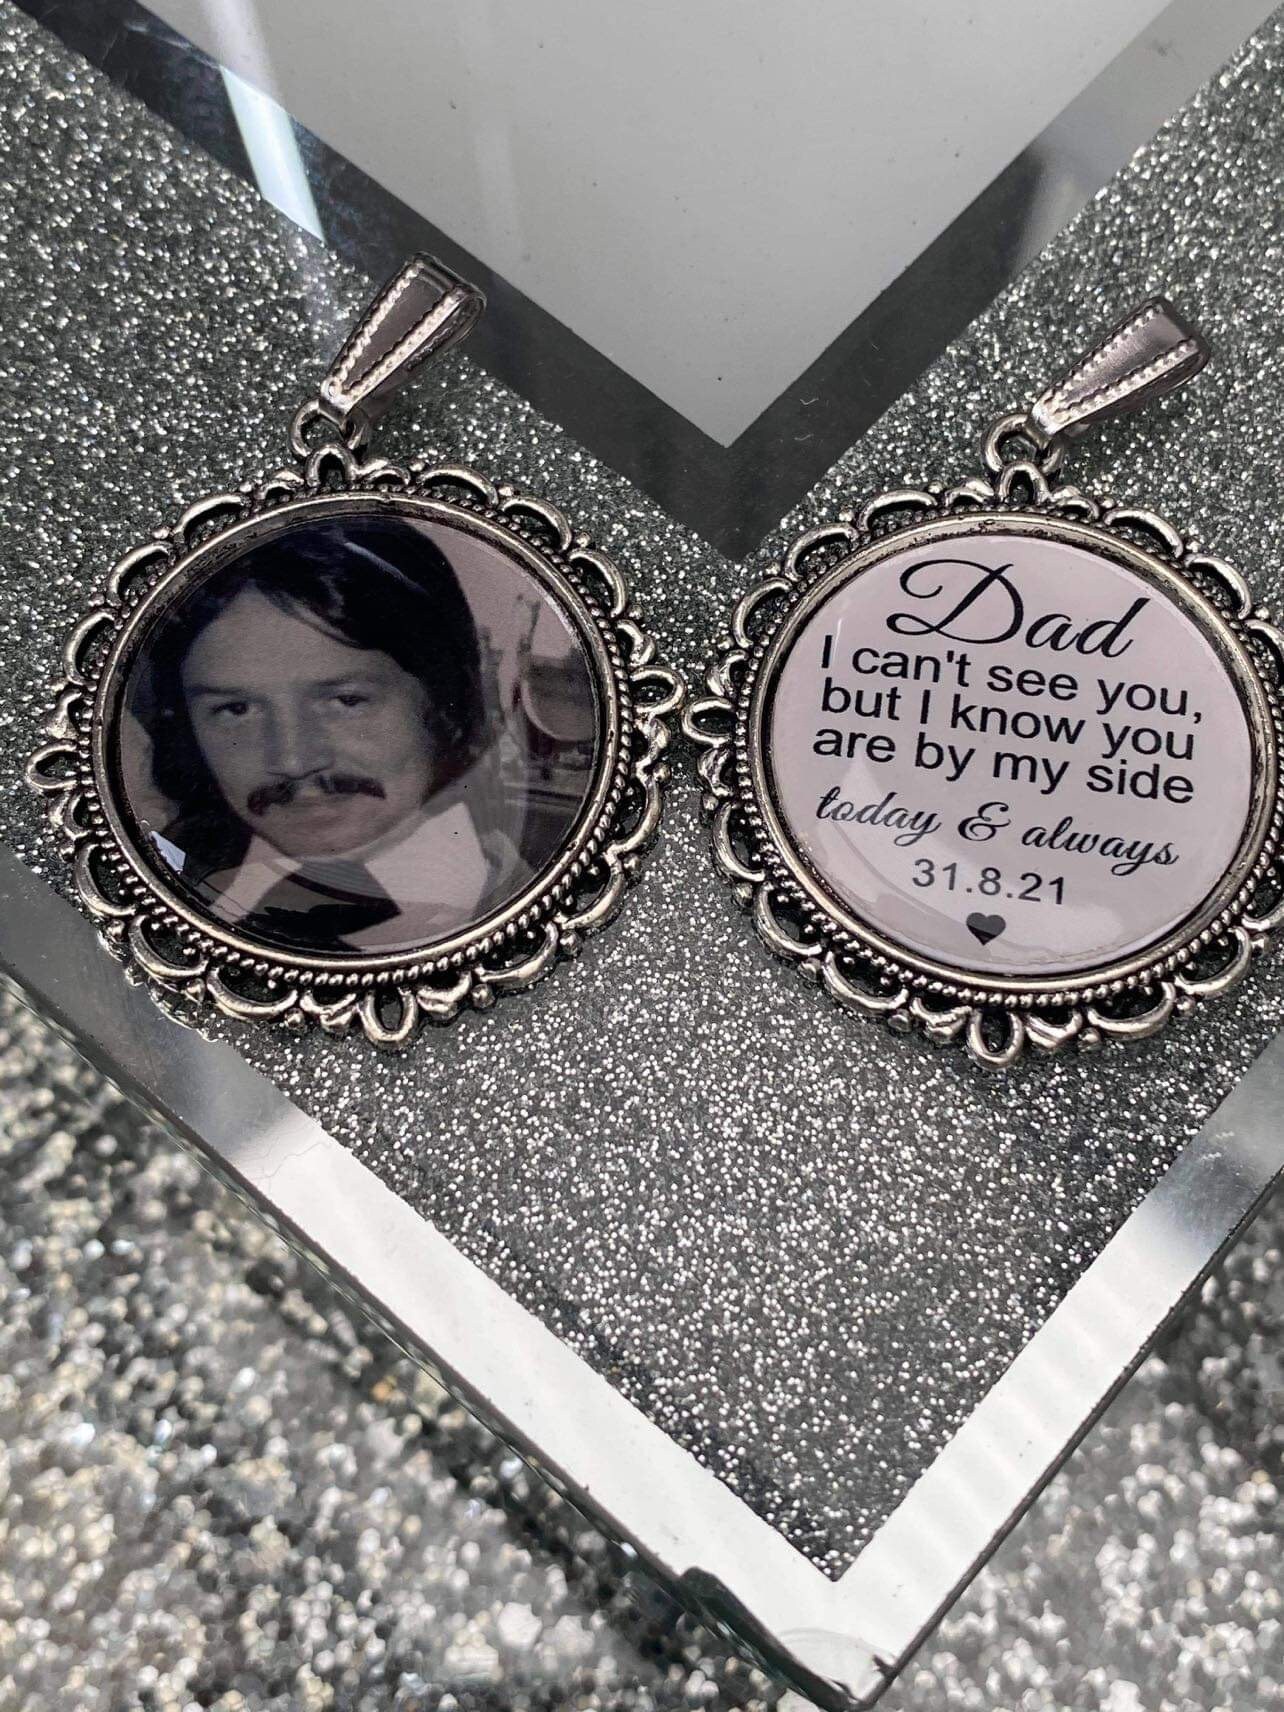 Dad
I can't see you,
but I know you
are by my side
today & always
31.8.21